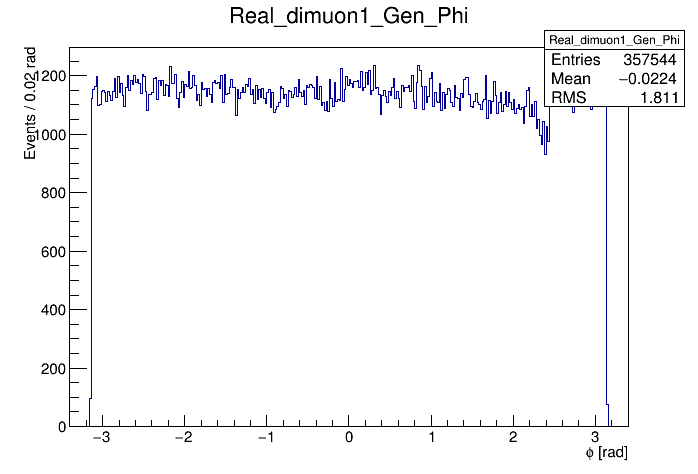 Real_dimuon1_Gen_Phi
Real_dimuon1_Gen_Phi
Entries 357544
Mean −0.0224
RMS 1.811
Events / 0.02 rad
1200
1000
800
600
400
200
0
−3 −2 −1 0 1 2 3
ϕ [rad]